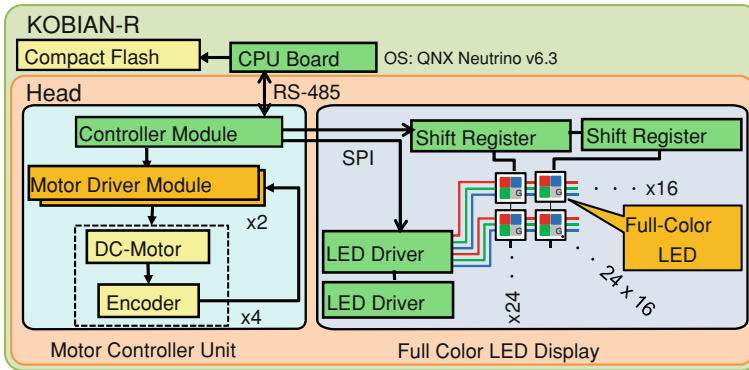 KOBIAN-R
Compact Flash
CPU Board
OS: QNX Neutrino v6.3
Head
RS-485
Controller Module
Shift Register
Shift Register
SPI
Motor Driver Module
x2
G
G
· · · · x16
DC-Motor
G
G
Full-Color
LED
LED Driver
Encoder
LED Driver
x4
· · · · x24
· · · · 24 x 16
Motor Controller Unit
Full Color LED Display